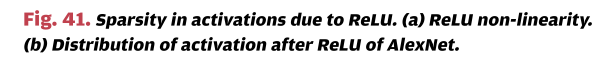 Fig. 41. Sparsity in activations due to ReLU. (a) ReLU non-linearity.
(b) Distribution of activation after ReLU of AlexNet.